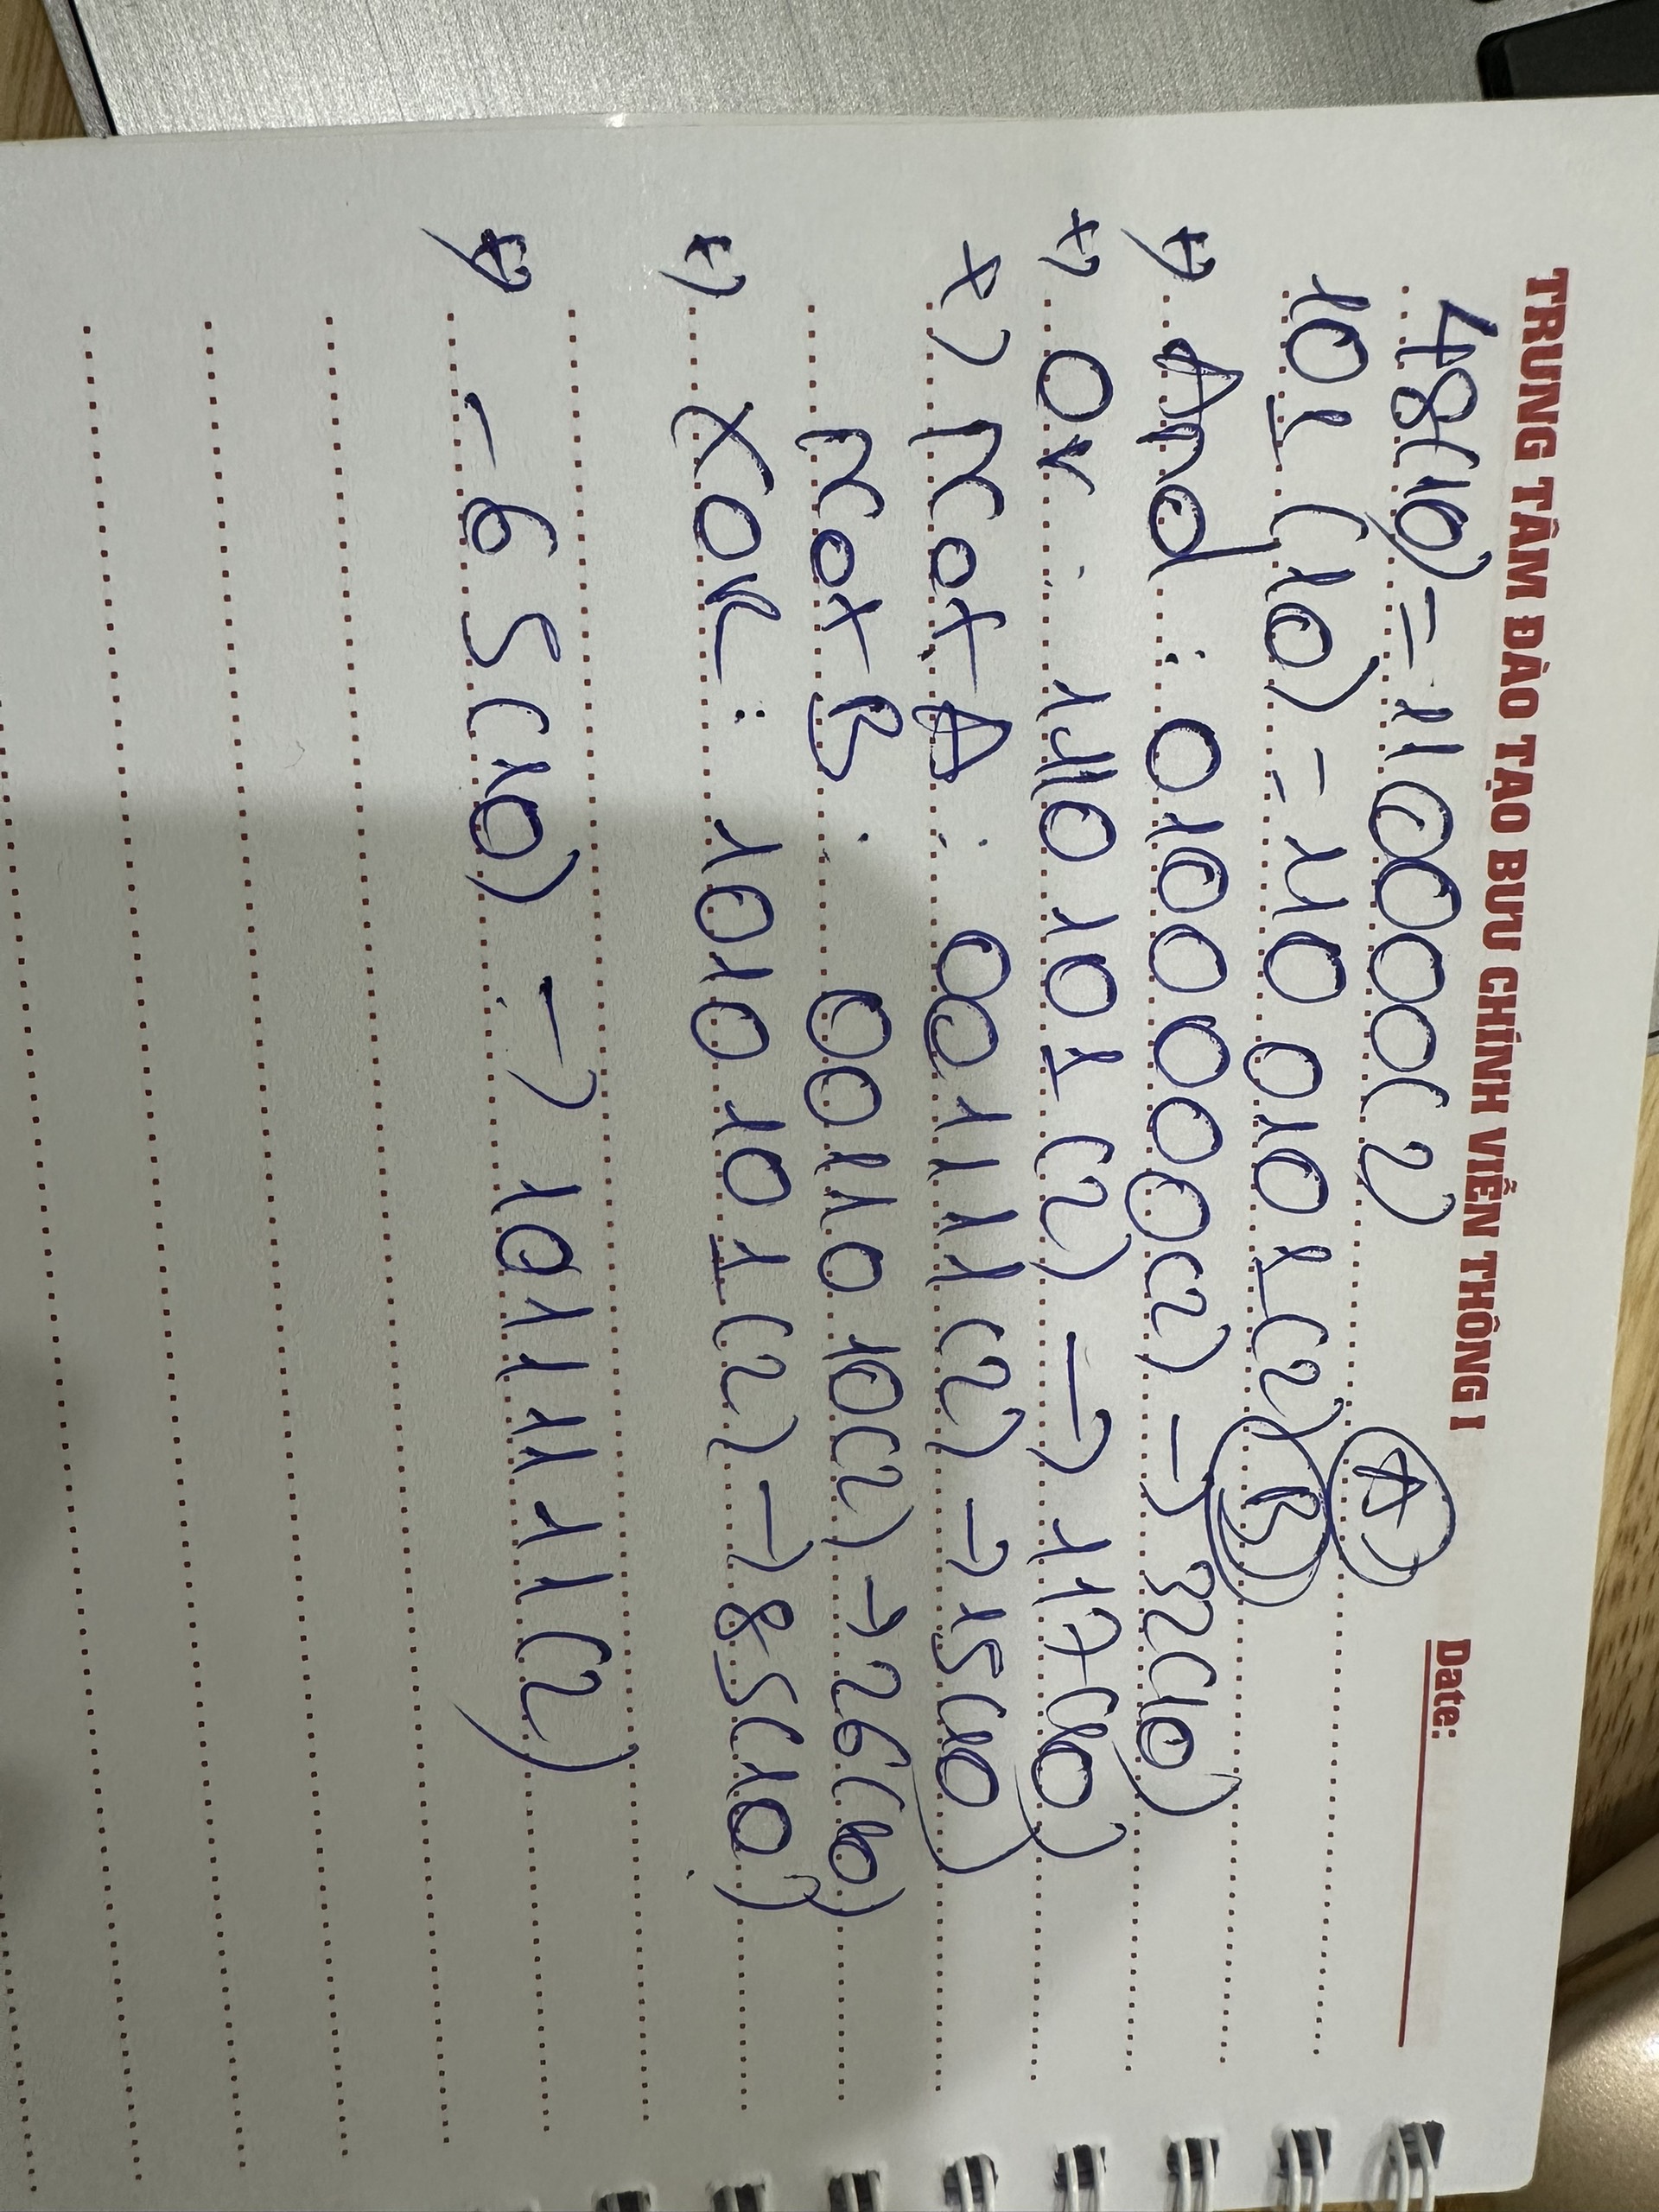 TRUNG TÂM ĐÀO TẠO BƯU CHÍNH VIỄN THÔNG I
Date:
48(10) = 110000(2) A
101 (10) = 1100101(2) B
+) And : 0100000(2) → 32(10)
+) Or : 1110101 (2) → 117(10)
+) Not A : 001111(2) → 15(10)
Not B : 0011010(2) → 26(10)
+) XOR : 1010101(2) → 85(10)
+) -65(10) → 10111111(2)